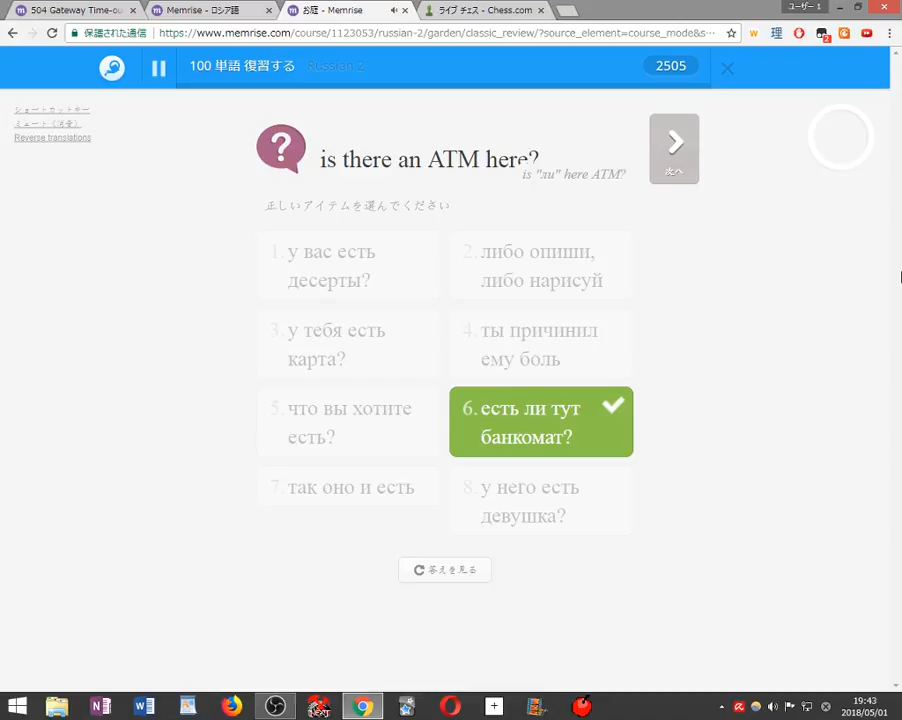 504 Gateway Time-ou
Memrise - ロシア語
お庭 - Memrise
ライブ チェス - Chess.com
ユーザー 1
保護された通信
https://www.memrise.com/course/1123053/russian-2/garden/classic_review/?source_element=course_mode&s...
100 単語 復習する Russian 2
2505
ショートカットキー
ミュート（消音）
Reverse translations
is there an ATM here?
is "ли" here ATM?
次へ
正しいアイテムを選んでください
1. у вас есть
десерты?
2. либо опиши,
либо нарисуй
3. у тебя есть
карта?
4. ты причинил
ему боль
5. что вы хотите
есть?
6. есть ли тут
банкомат?
7. так оно и есть
8. у него есть
девушка?
答えを見る
19:43
2018/05/01